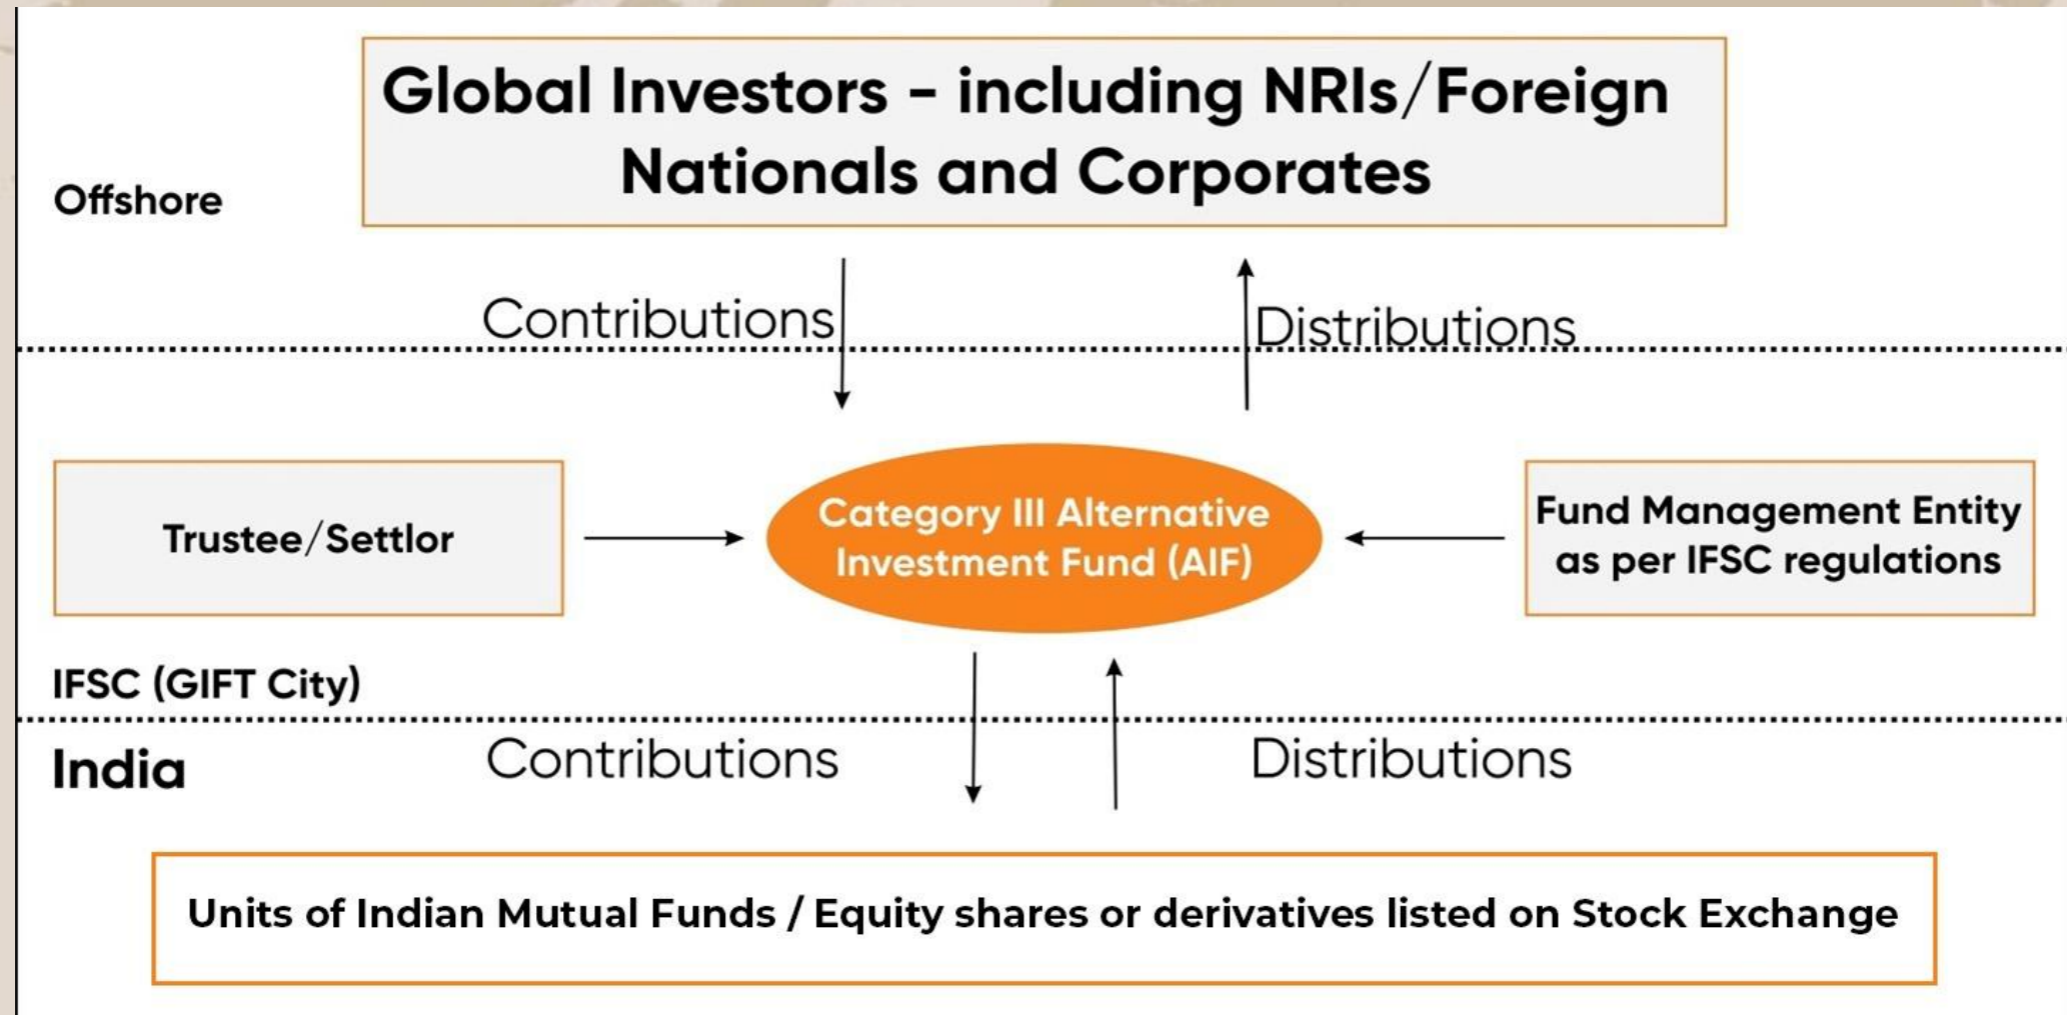 Global Investors - including NRIs/Foreign
Nationals and Corporates
Offshore
Contributions
Distributions
Trustee/Settlor
Category III Alternative
Investment Fund (AIF)
Fund Management Entity
as per IFSC regulations
IFSC (GIFT City)
India
Contributions
Distributions
Units of Indian Mutual Funds / Equity shares or derivatives listed on Stock Exchange